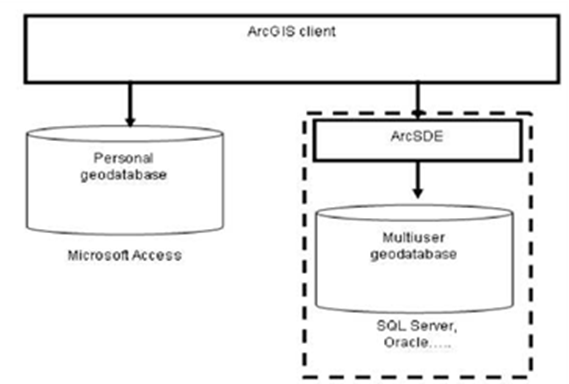 ArcGIS client
Personal
geodatabase
Microsoft Access
ArcSDE
Multiuser
geodatabase
SQL Server,
Oracle.....